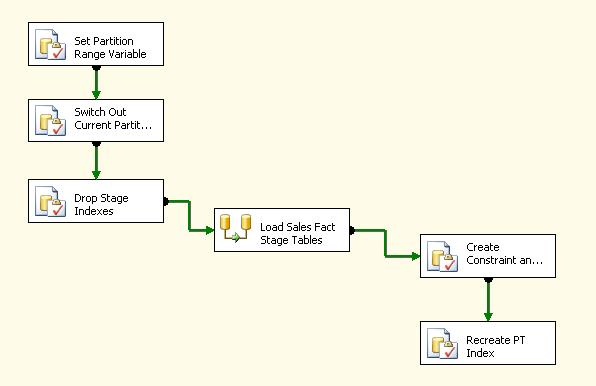 Set Partition
Range Variable
Switch Out
Current Partit...
Drop Stage
Indexes
Load Sales Fact
Stage Tables
Create
Constraint an...
Recreate PT
Index